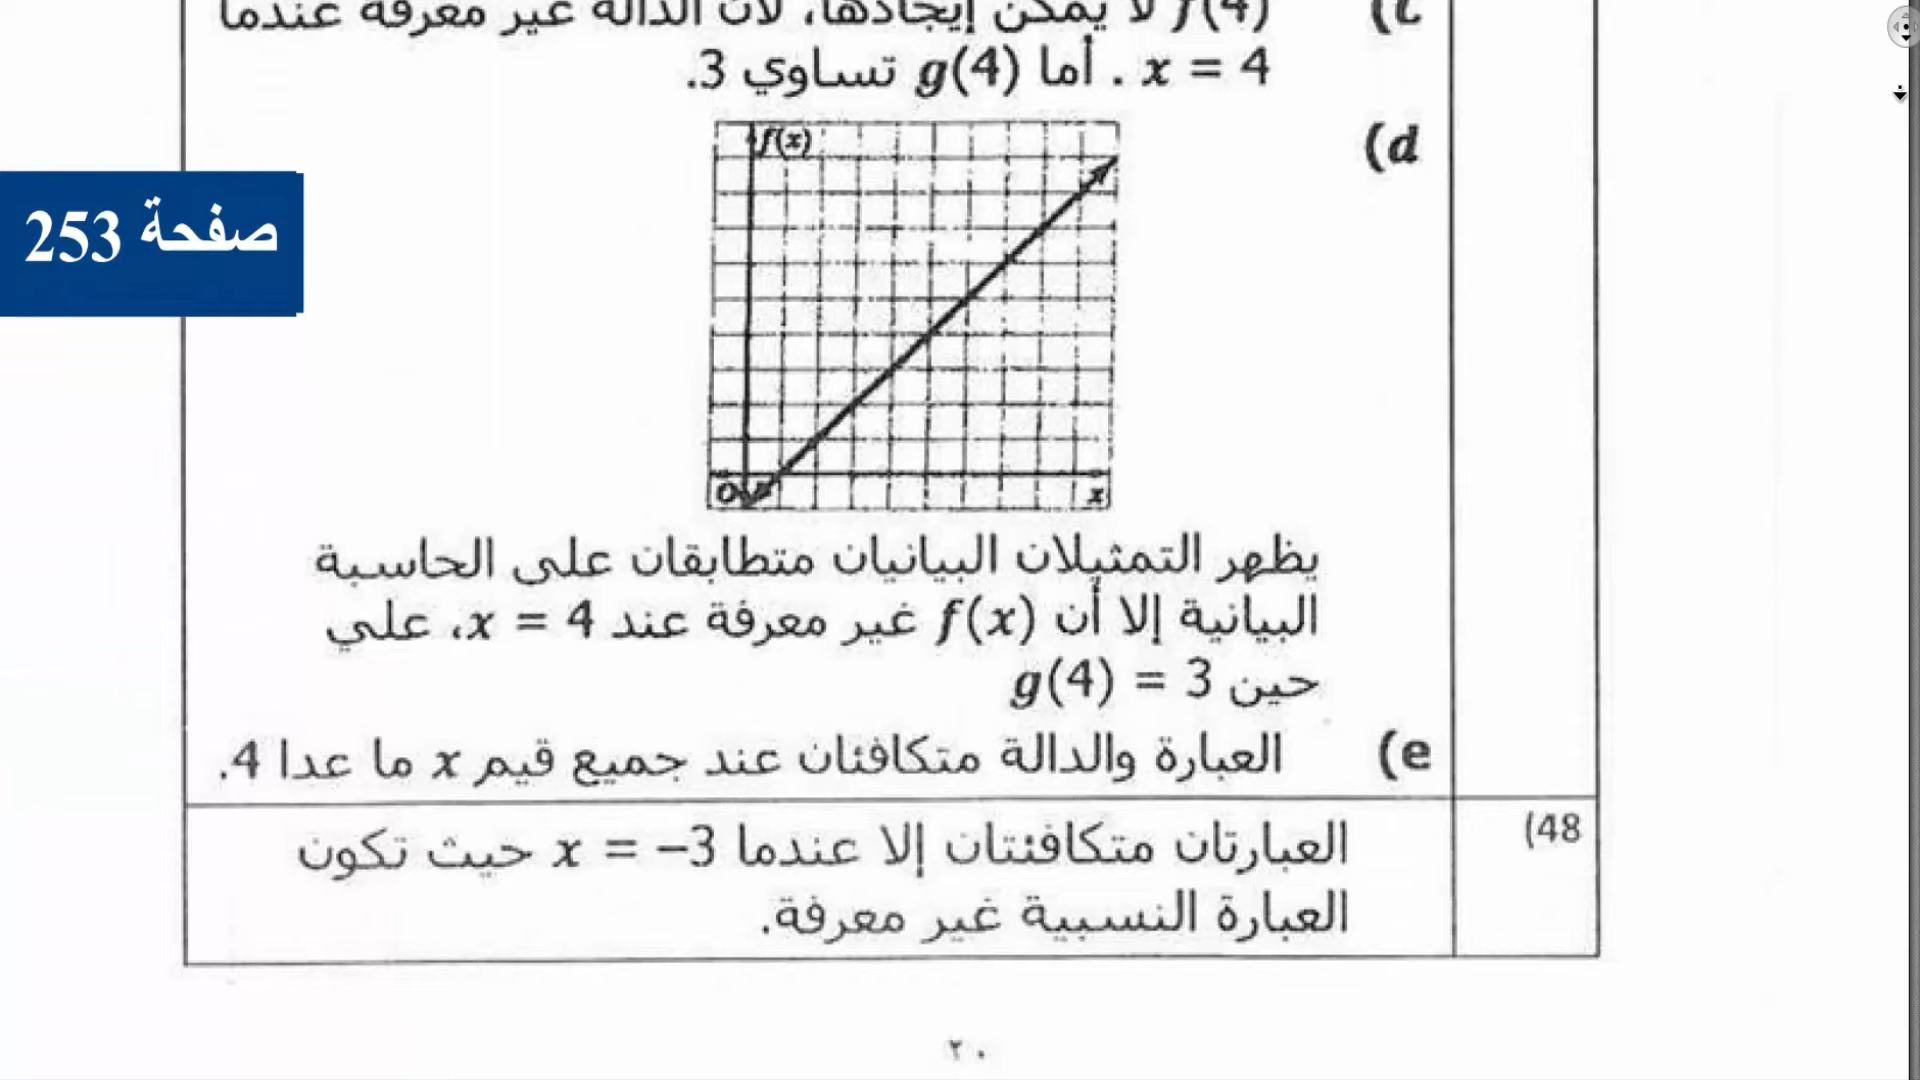 c) f(4) لا يمكن إيجادها، لأن الدالة غير معرفة عندما
x = 4 . أما g(4) تساوي 3.
d)
f(x)
صفحة 253
O
x
يظهر التمثيلان البيانيان متطابقان على الحاسبة
البيانية إلا أن f(x) غير معرفة عند x = 4، علي
حين g(4) = 3
e) العبارة والدالة متكافئان عند جميع قيم x ما عدا 4.
48) العبارتان متكافئتان إلا عندما x = −3 حيث تكون
العبارة النسبية غير معرفة.
٢٠